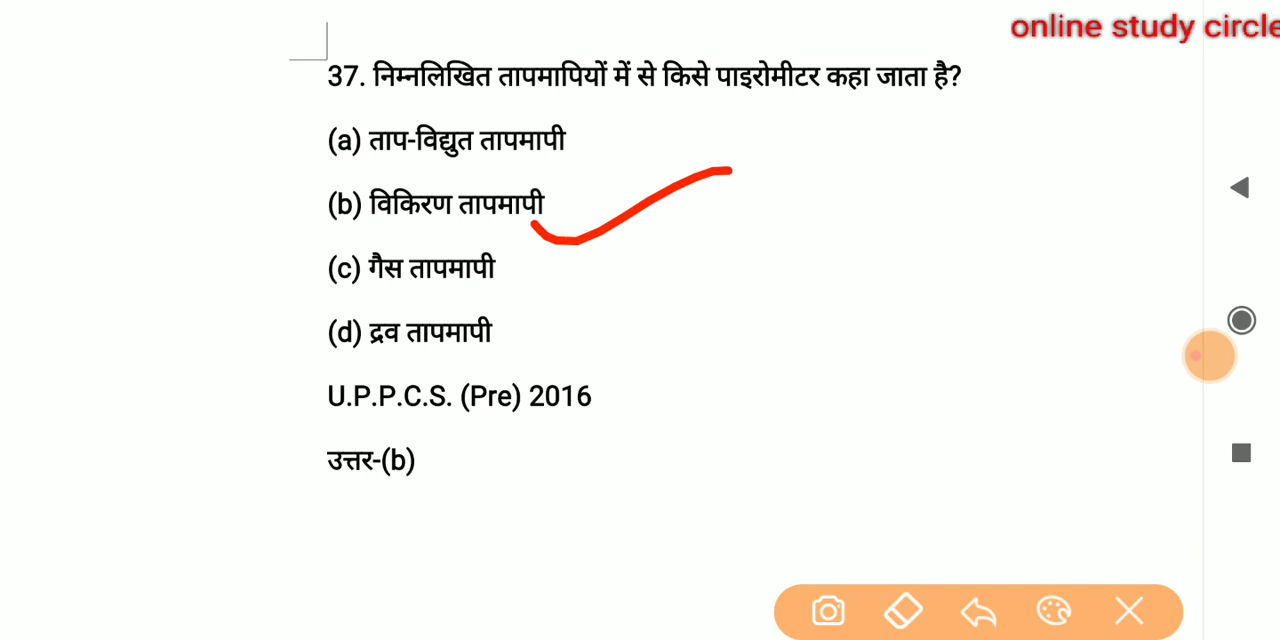 online study circle
37. निम्नलिखित तापमापियों में से किसे पाइरोमीटर कहा जाता है?
(a) ताप-विद्युत तापमापी
(b) विकिरण तापमापी
(c) गैस तापमापी
(d) द्रव तापमापी
U.P.P.C.S. (Pre) 2016
उत्तर-(b)